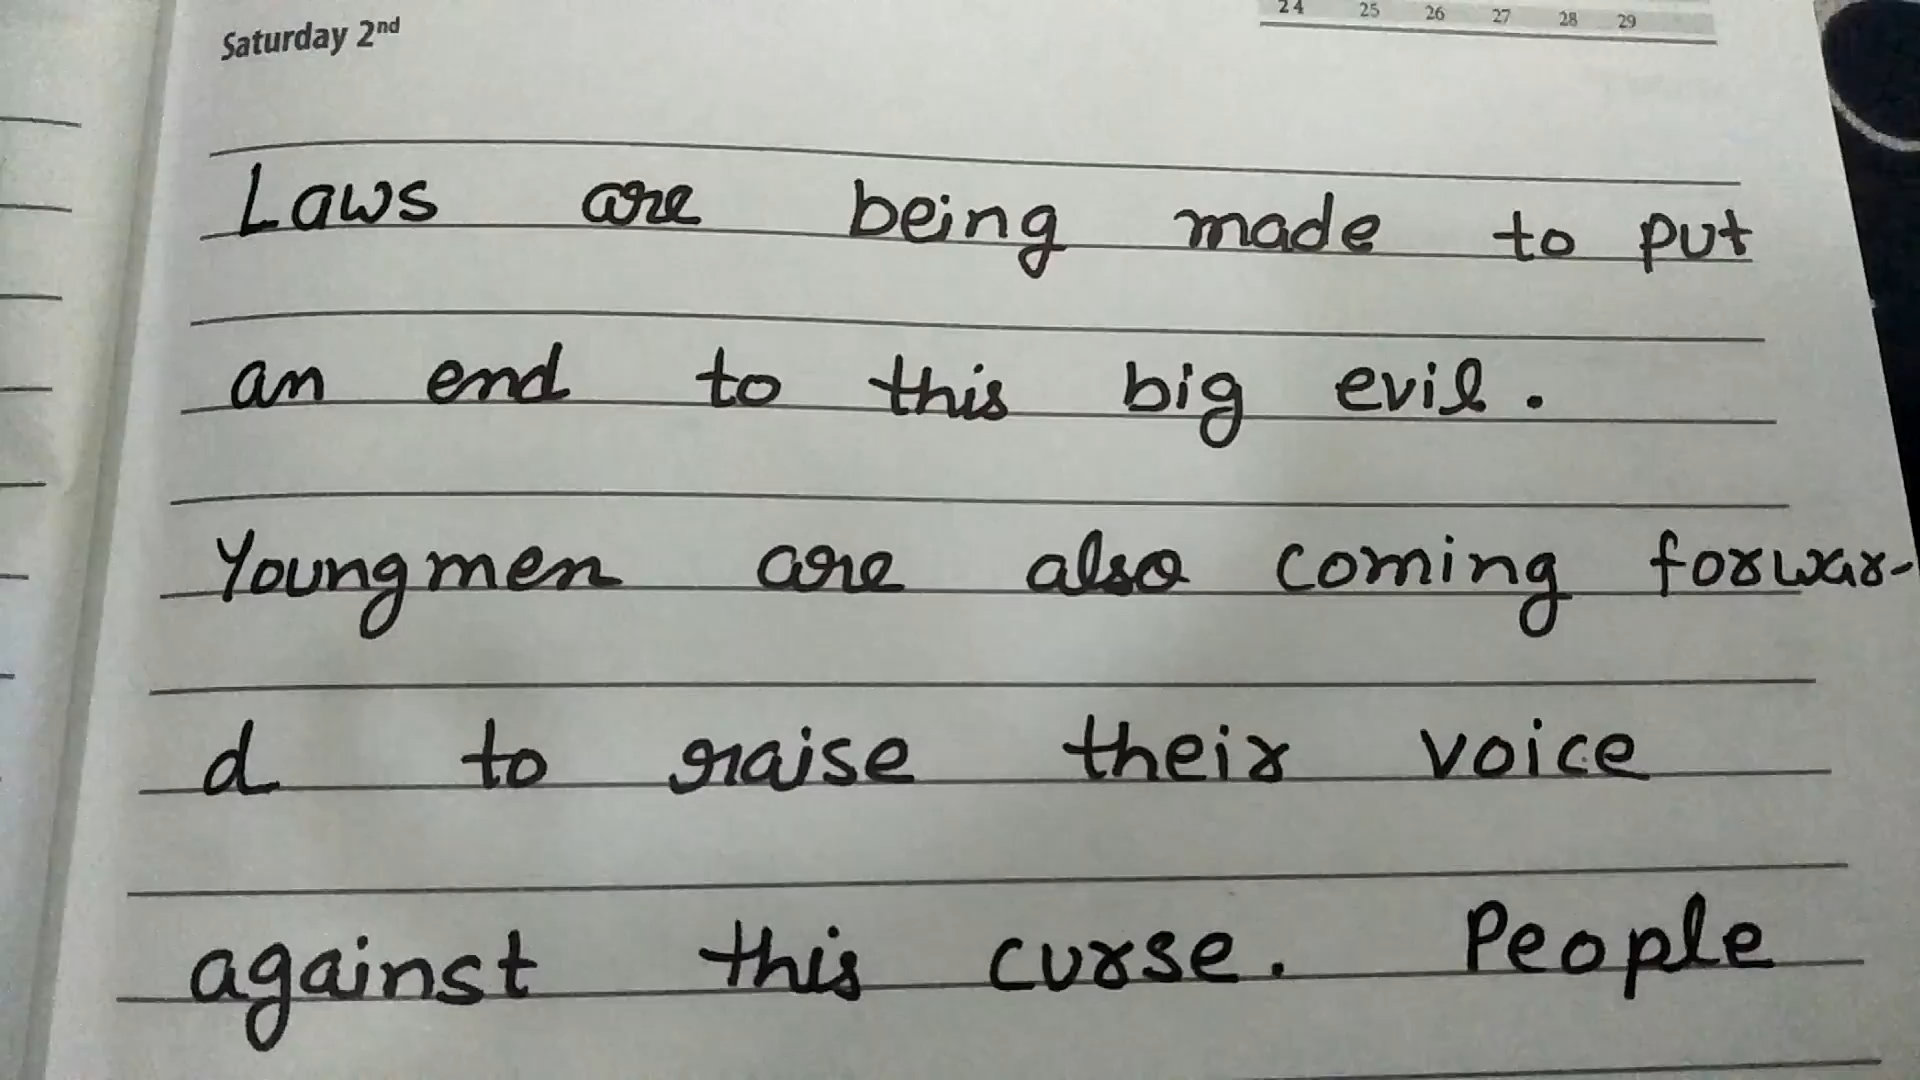 Saturday 2nd
24 25 26 27 28 29
Laws are being made to put
an end to this big evil.
Youngmen are also coming forwar-
d to raise their voice
against this curse. People